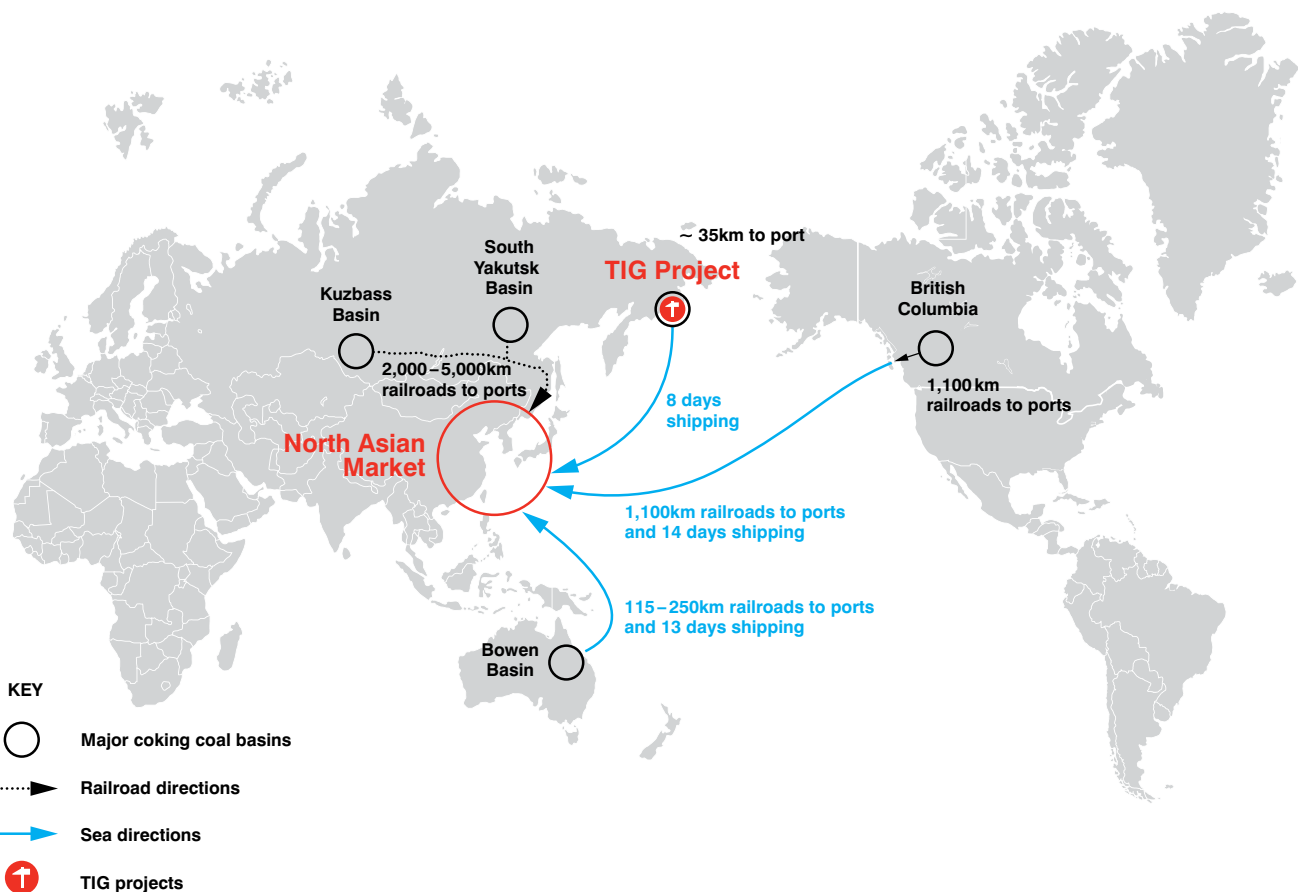 ~ 35km to port
TIG Project
South
Yakutsk
Basin
Kuzbass
Basin
British
Columbia
2,000–5,000km
railroads to ports
1,100 km
railroads to ports
8 days
shipping
North Asian
Market
1,100km railroads to ports
and 14 days shipping
115–250km railroads to ports
and 13 days shipping
Bowen
Basin
KEY
Major coking coal basins
Railroad directions
Sea directions
TIG projects